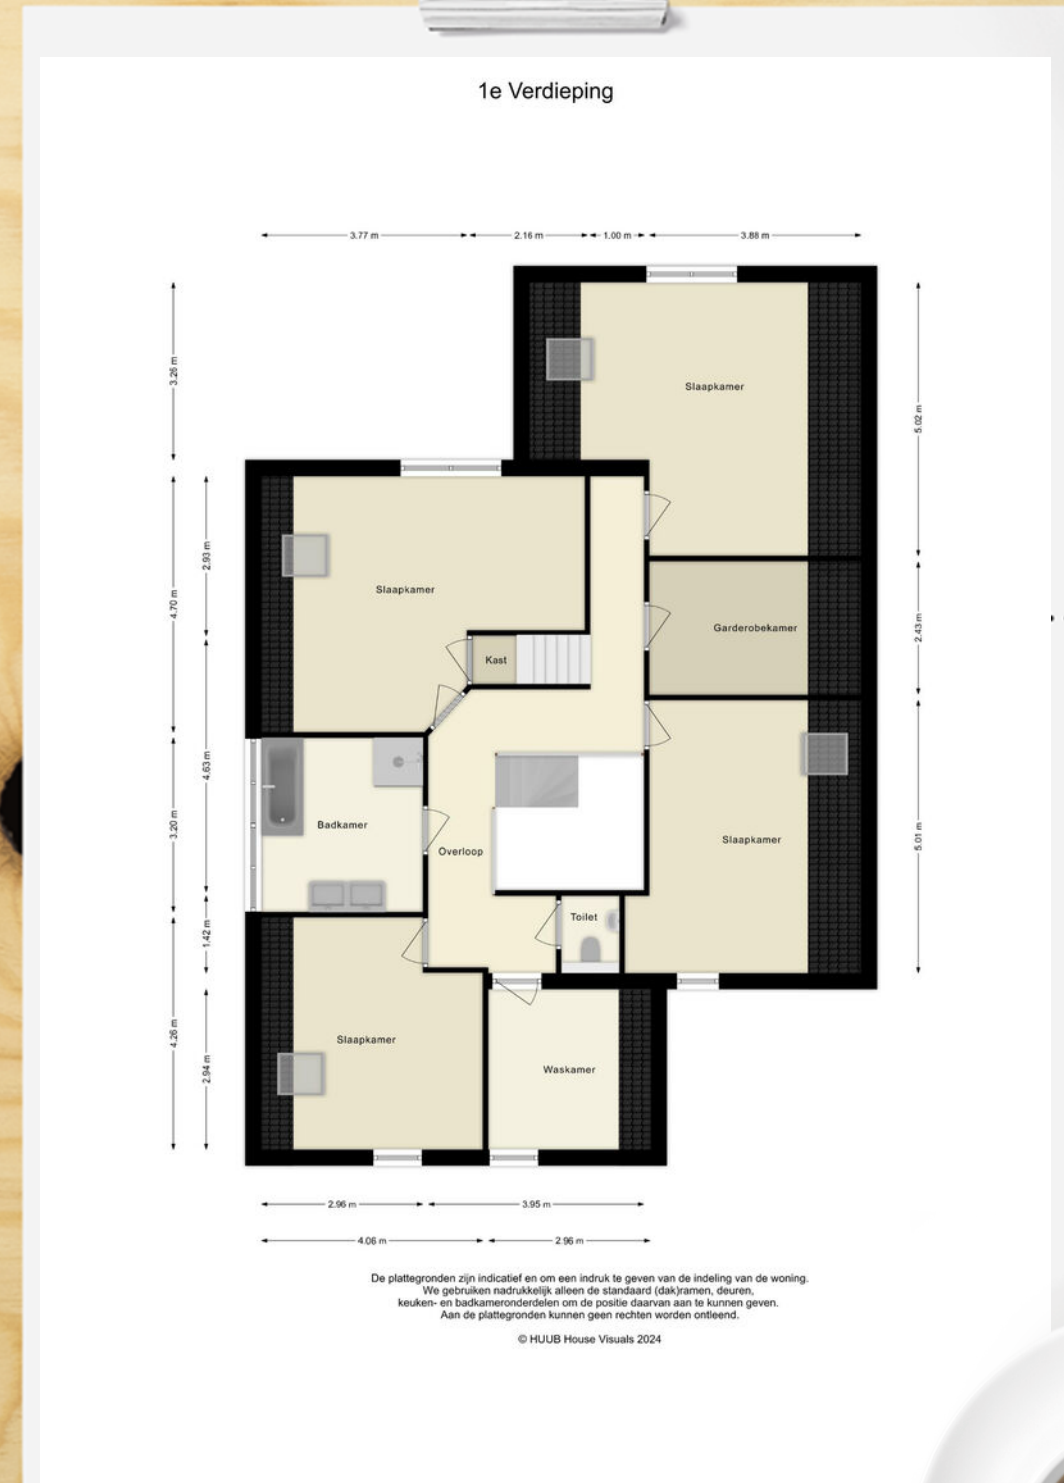 1e Verdieping
3.77 m
2.16 m
1.00 m
3.88 m
3.26 m
5.02 m
Slaapkamer
4.70 m
2.93 m
Slaapkamer
Garderobekamer
2.43 m
Kast
3.20 m
4.63 m
Badkamer
Overloop
Slaapkamer
5.01 m
1.42 m
Toilet
4.26 m
2.94 m
Slaapkamer
Waskamer
2.96 m
3.95 m
4.06 m
2.96 m
De plattegronden zijn indicatief en om een indruk te geven van de indeling van de woning.
We gebruiken nadrukkelijk alleen de standaard (dak)ramen, deuren,
keuken- en badkameronderdelen om de positie daarvan aan te kunnen geven.
Aan de plattegronden kunnen geen rechten worden ontleend.
© HUUB House Visuals 2024